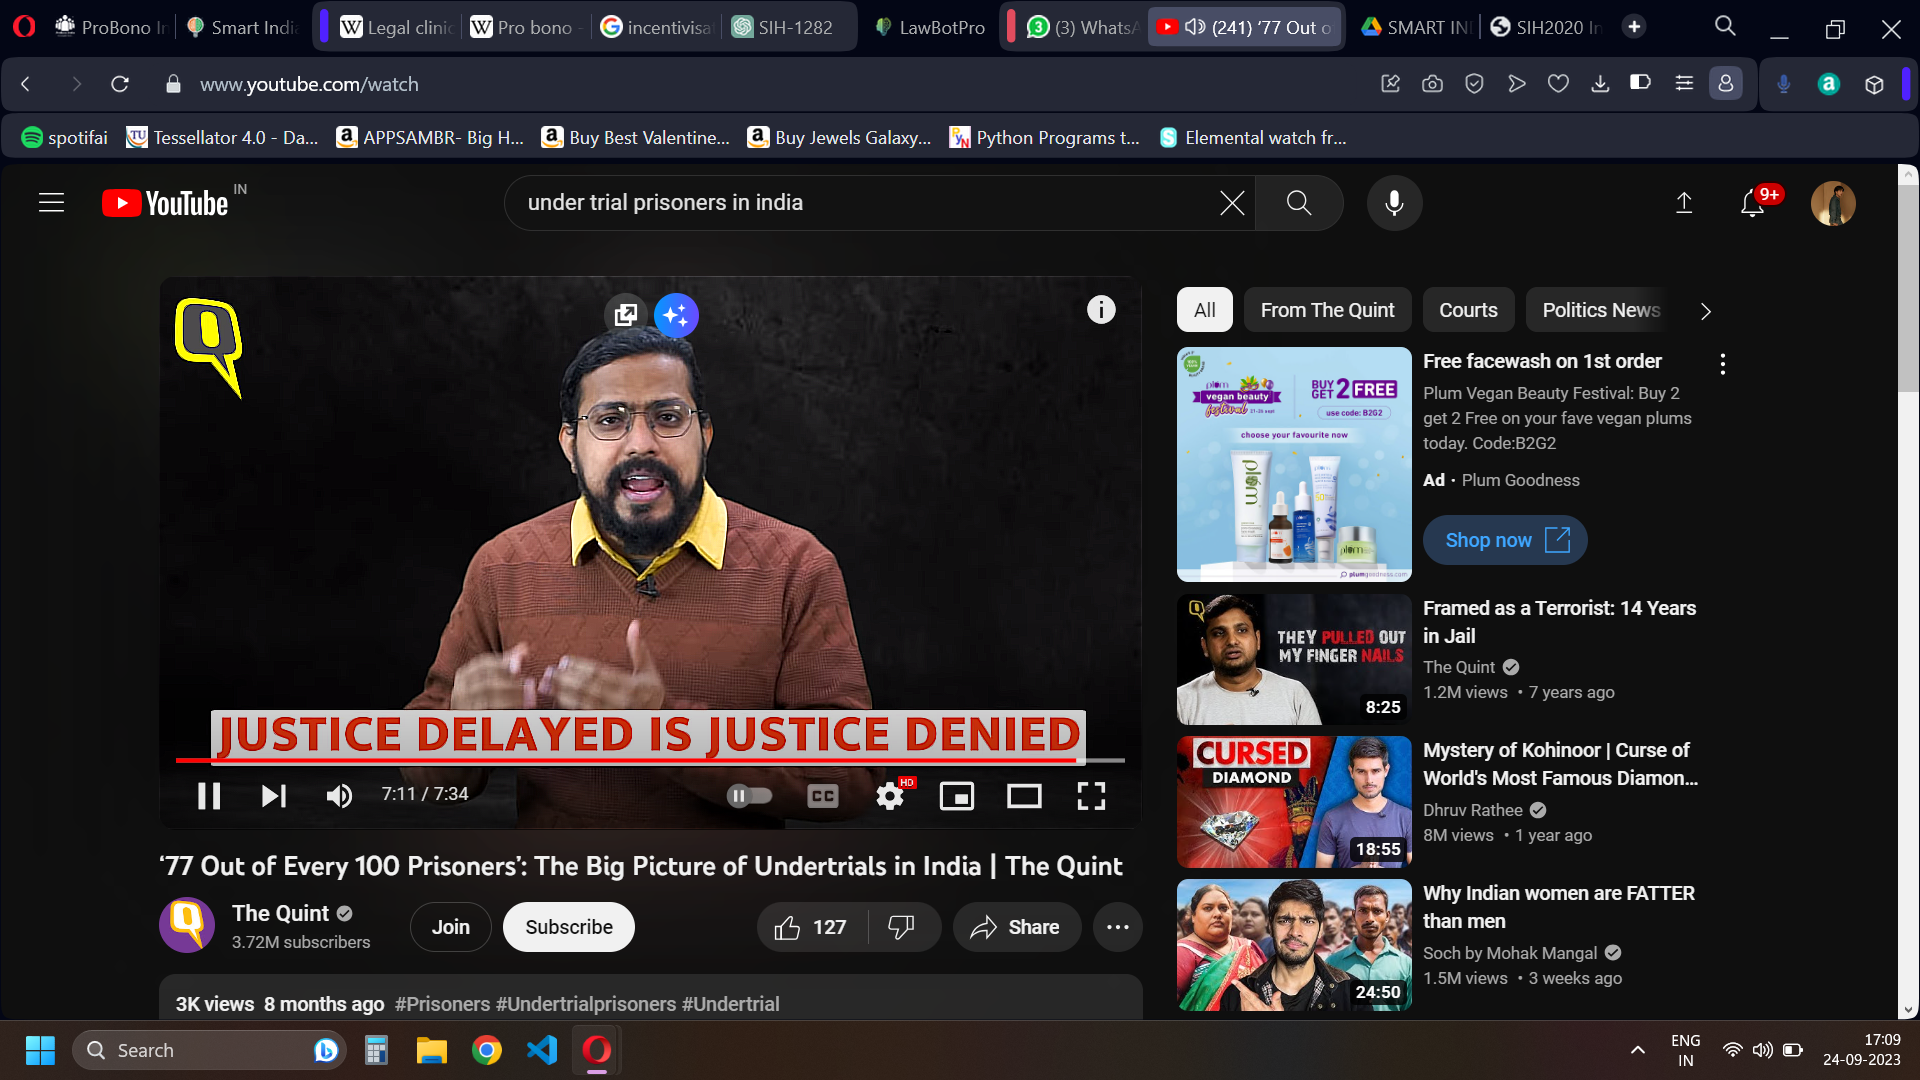 ProBono In
Smart India
Legal clinic
Pro bono -
incentivisa
SIH-1282
LawBotPro
(3) WhatsA
(241) ‘77 Out o
SMART IN
SIH2020 In
www.youtube.com/watch
spotifai
Tessellator 4.0 - Da...
APPSAMBR- Big H...
Buy Best Valentine...
Buy Jewels Galaxy...
Python Programs t...
Elemental watch fr...
YouTube IN
under trial prisoners in india
9+
Q
JUSTICE DELAYED IS JUSTICE DENIED
7:11 / 7:34
CC
HD
‘77 Out of Every 100 Prisoners’: The Big Picture of Undertrials in India | The Quint
The Quint
3.72M subscribers
Join
Subscribe
127
Share
3K views 8 months ago #Prisoners #Undertrialprisoners #Undertrial
All
From The Quint
Courts
Politics News
plum
vegan beauty
festival
BUY
GET 2 FREE
use code: B2G2
choose your favourite now
plum
plum
plumgoodness.com
Free facewash on 1st order
Plum Vegan Beauty Festival: Buy 2
get 2 Free on your fave vegan plums
today. Code:B2G2
Ad • Plum Goodness
Shop now
THEY PULLED OUT
MY FINGER NAILS
8:25
Framed as a Terrorist: 14 Years
in Jail
The Quint
1.2M views • 7 years ago
CURSED
DIAMOND
18:55
Mystery of Kohinoor | Curse of
World's Most Famous Diamon...
Dhruv Rathee
8M views • 1 year ago
24:50
Why Indian women are FATTER
than men
Soch by Mohak Mangal
1.5M views • 3 weeks ago
Search
ENG
IN
17:09
24-09-2023